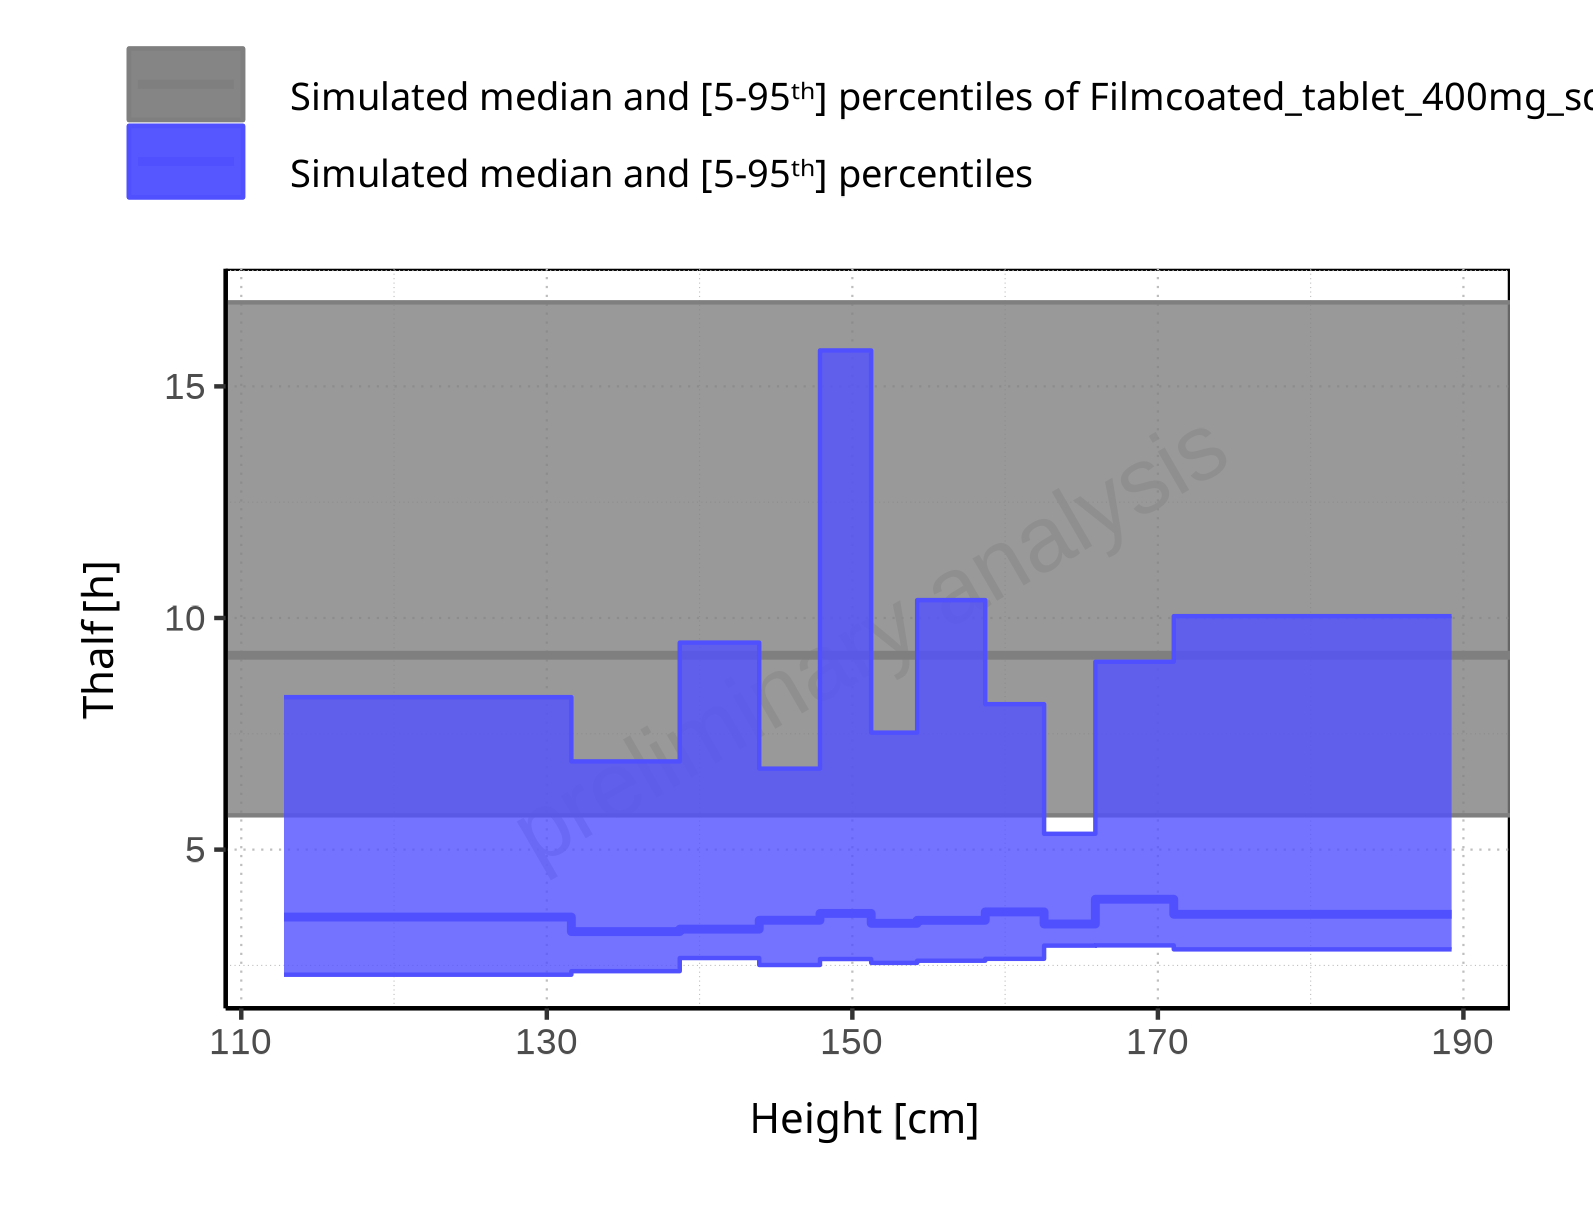 Simulated median and [5-95ᵗʰ] percentiles of Filmcoated_tablet_400mg_
Simulated median and [5-95ᵗʰ] percentiles
15
10
5
Thalf [h]
preliminary analysis
110 130 150 170 190
Height [cm]